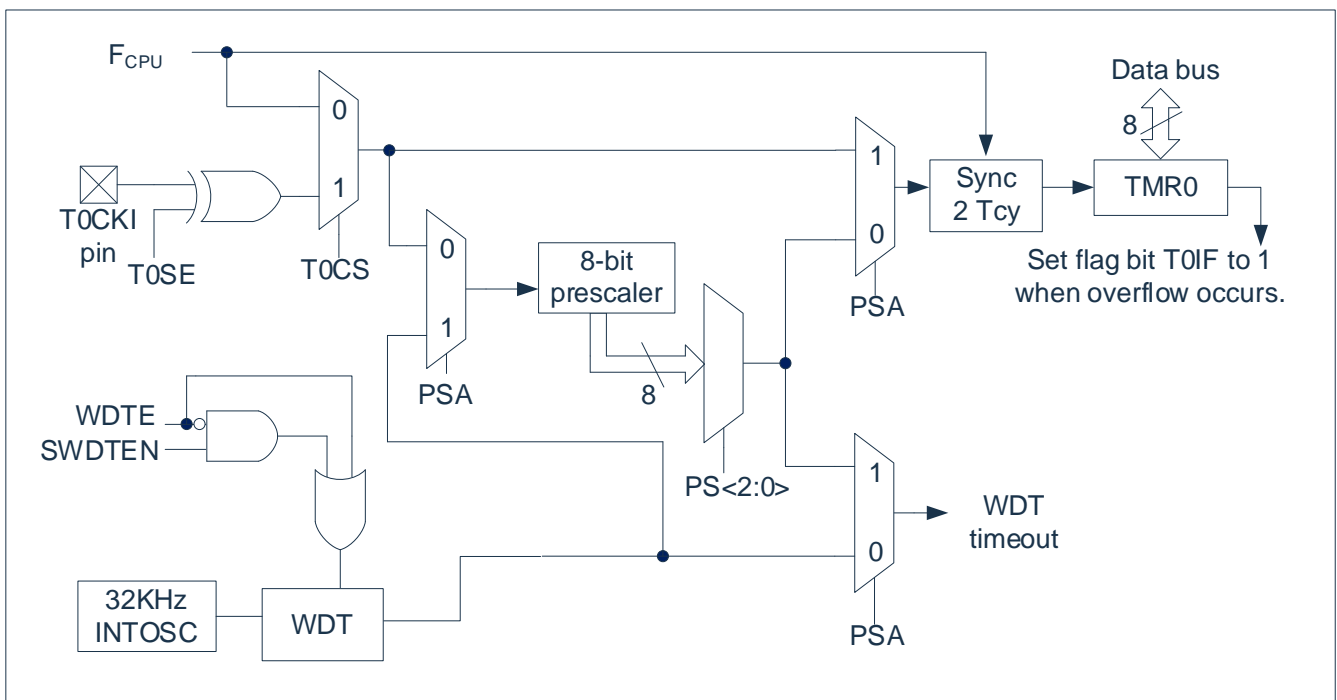 F_CPU
Data bus
0
8
1
1
Sync
2 Tcy
TMR0
T0CKI
pin
T0SE
T0CS
0
0
8-bit
prescaler
Set flag bit T0IF to 1
when overflow occurs.
PSA
1
PSA
8
WDTE
SWDTEN
PS<2:0>
1
WDT
timeout
0
32KHz
INTOSC
WDT
PSA